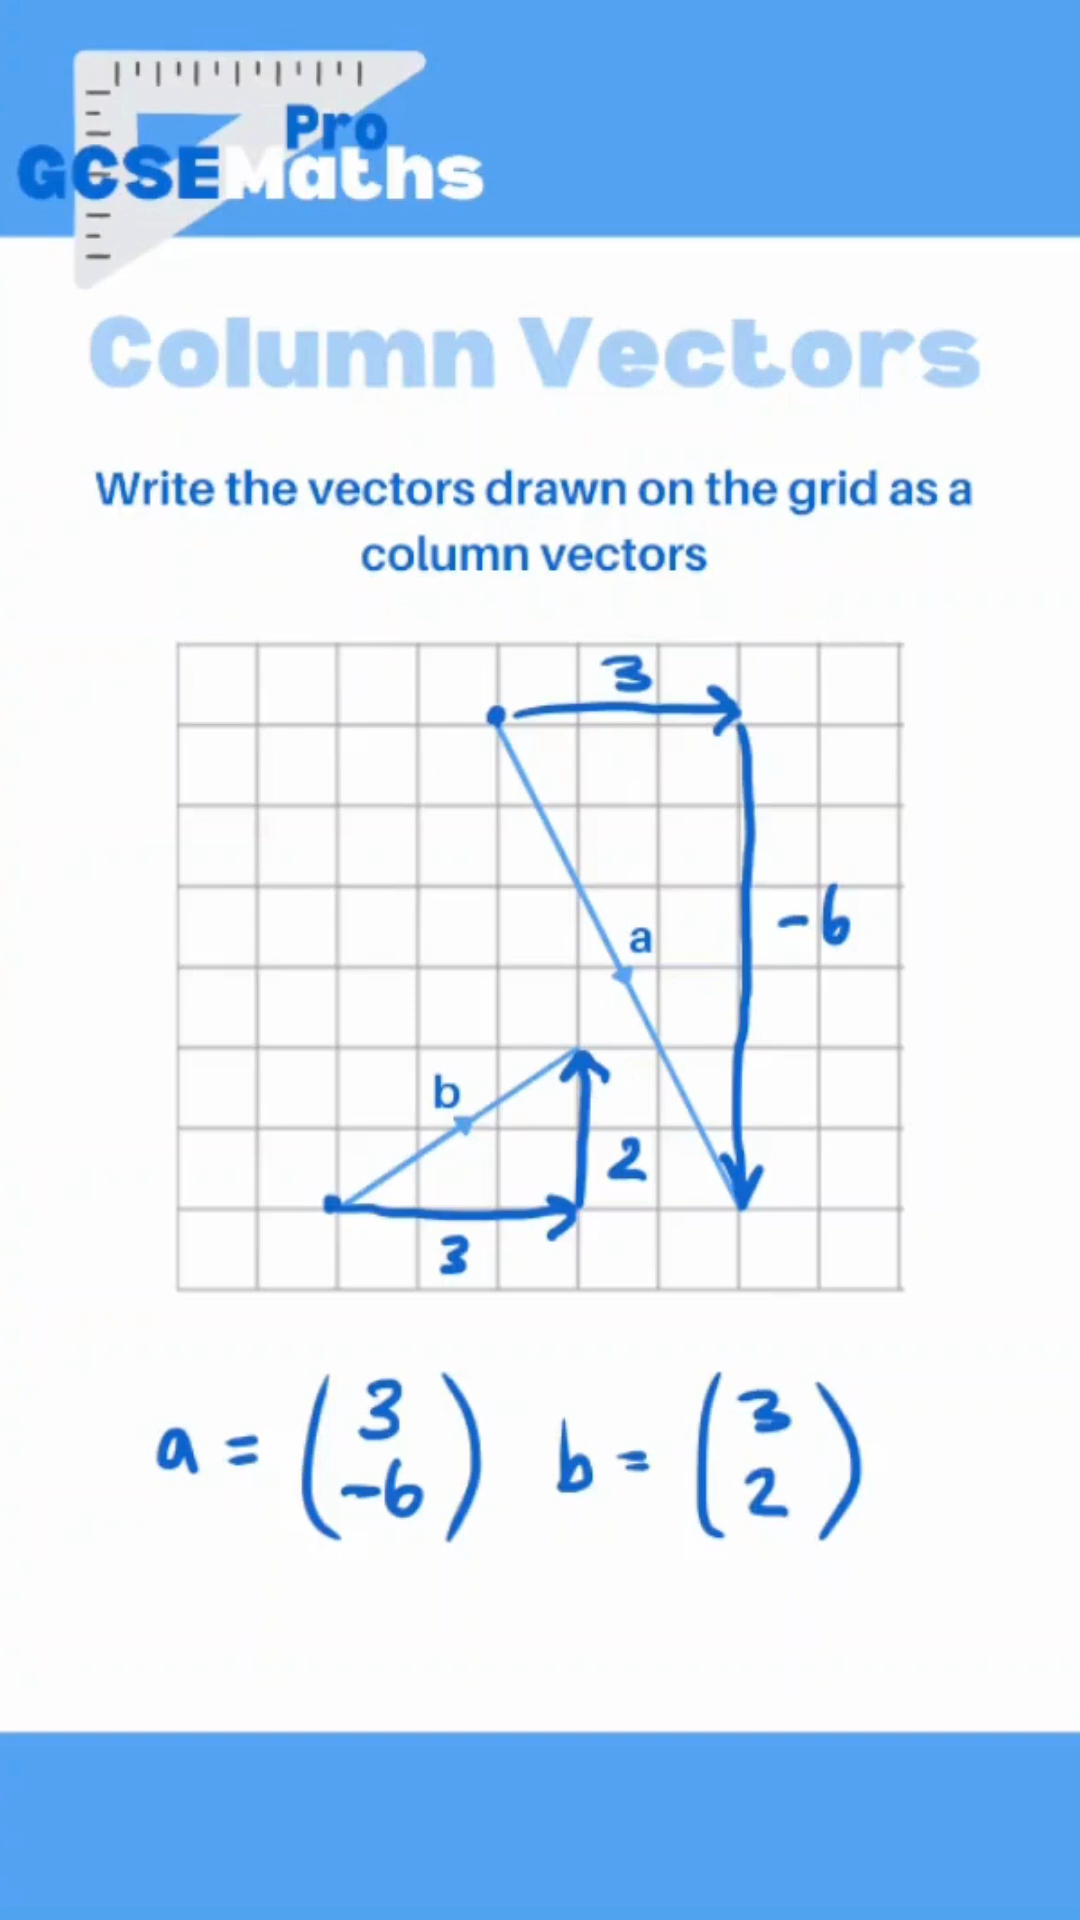 Pro
GCSEMaths
Column Vectors
Write the vectors drawn on the grid as a
column vectors
3
-6
a
b
2
3
a = (3 -6) b = (3 2)